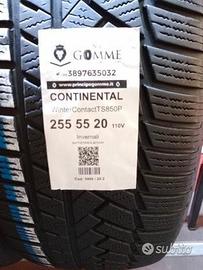 GOMME
3897635032
www.principegomme.it
CONTINENTAL
WinterContactTS850P
255 55 20 110V
Invernali
subito